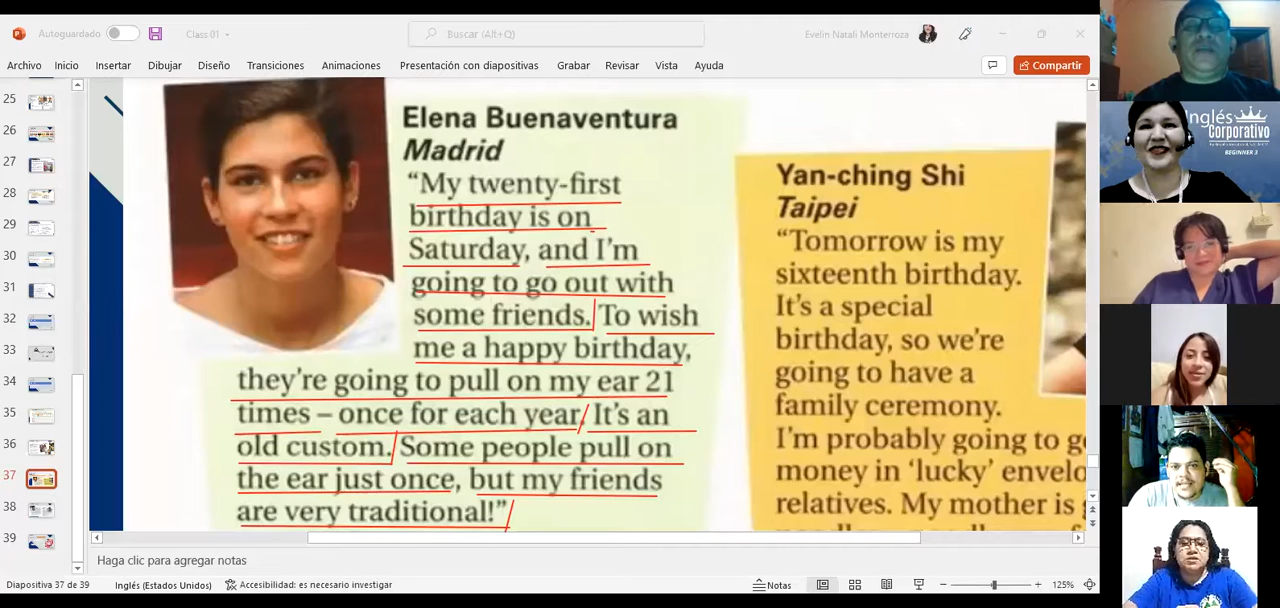 Autoguardado
Class 01
Buscar (Alt+Q)
Evelin Natali Monterroza
Archivo Inicio Insertar Dibujar Diseño Transiciones Animaciones Presentación con diapositivas Grabar Revisar Vista Ayuda
Compartir
25
26
27
28
29
30
31
32
33
34
35
36
37
38
39
Elena Buenaventura
Madrid
“My twenty-first
birthday is on
Saturday, and I’m
going to go out with
some friends. To wish
me a happy birthday,
they’re going to pull on my ear 21
times – once for each year. It’s an
old custom. Some people pull on
the ear just once, but my friends
are very traditional!”
Yan-ching Shi
Taipei
“Tomorrow is my
sixteenth birthday.
It’s a special
birthday, so we’re
going to have a
family ceremony.
I’m probably going to
money in ‘lucky’
relatives. My mother is
Haga clic para agregar notas
Diapositiva 37 de 39 Inglés (Estados Unidos) Accesibilidad: es necesario investigar Notas 125%
Inglés
Corporativo
BEGINNER 3